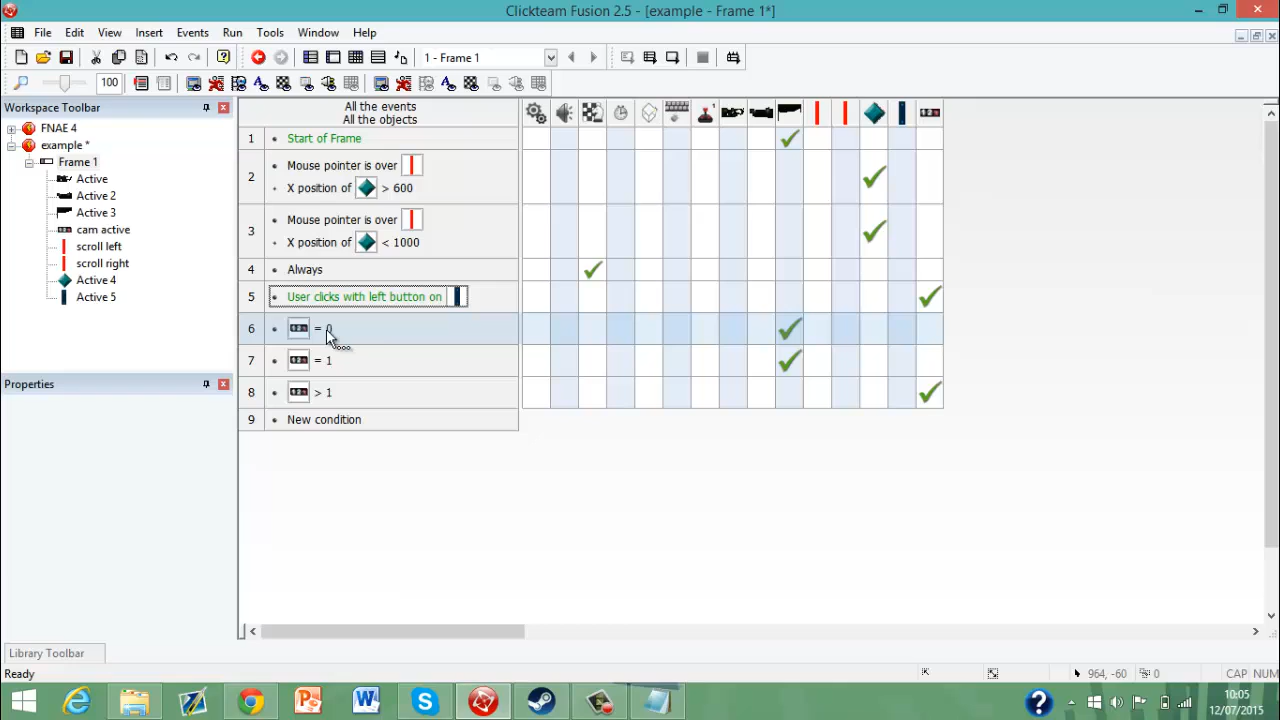 Clickteam Fusion 2.5 - [example - Frame 1*]
File Edit View Insert Events Run Tools Window Help
1 - Frame 1
100
Workspace Toolbar
FNAE 4
example *
Frame 1
Active
Active 2
Active 3
cam active
scroll left
scroll right
Active 4
Active 5
Properties
Library Toolbar
All the events
All the objects
1 • Start of Frame
2 • Mouse pointer is over
• X position of > 600
3 • Mouse pointer is over
• X position of < 1000
4 • Always
5 • User clicks with left button on
6 • = 0
7 • = 1
8 • > 1
9 • New condition
Ready
964, -60
0
CAP NUM
10:05
12/07/2015